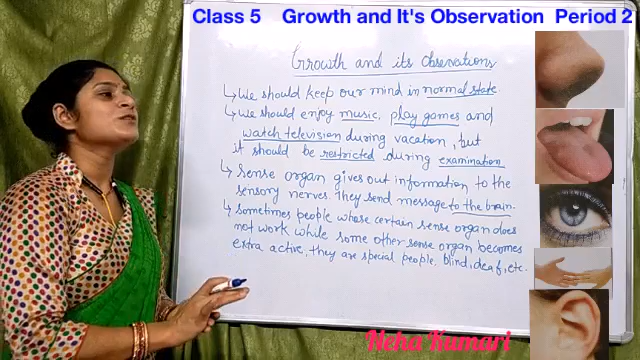 Class 5 Growth and It's Observation Period 2
Growth and its Observations
↳ We should keep our mind in normal state
↳ We should enjoy music, play games and
watch television during vacation, but
it should be restricted during examination
↳ Sense organ gives out information to the
sensory nerves. They send message to the brain.
↳ Sometimes people whose certain sense organ does
not work while some other sense organ becomes
extra active, they are special people, blind, deaf, etc.
Neha Kumari